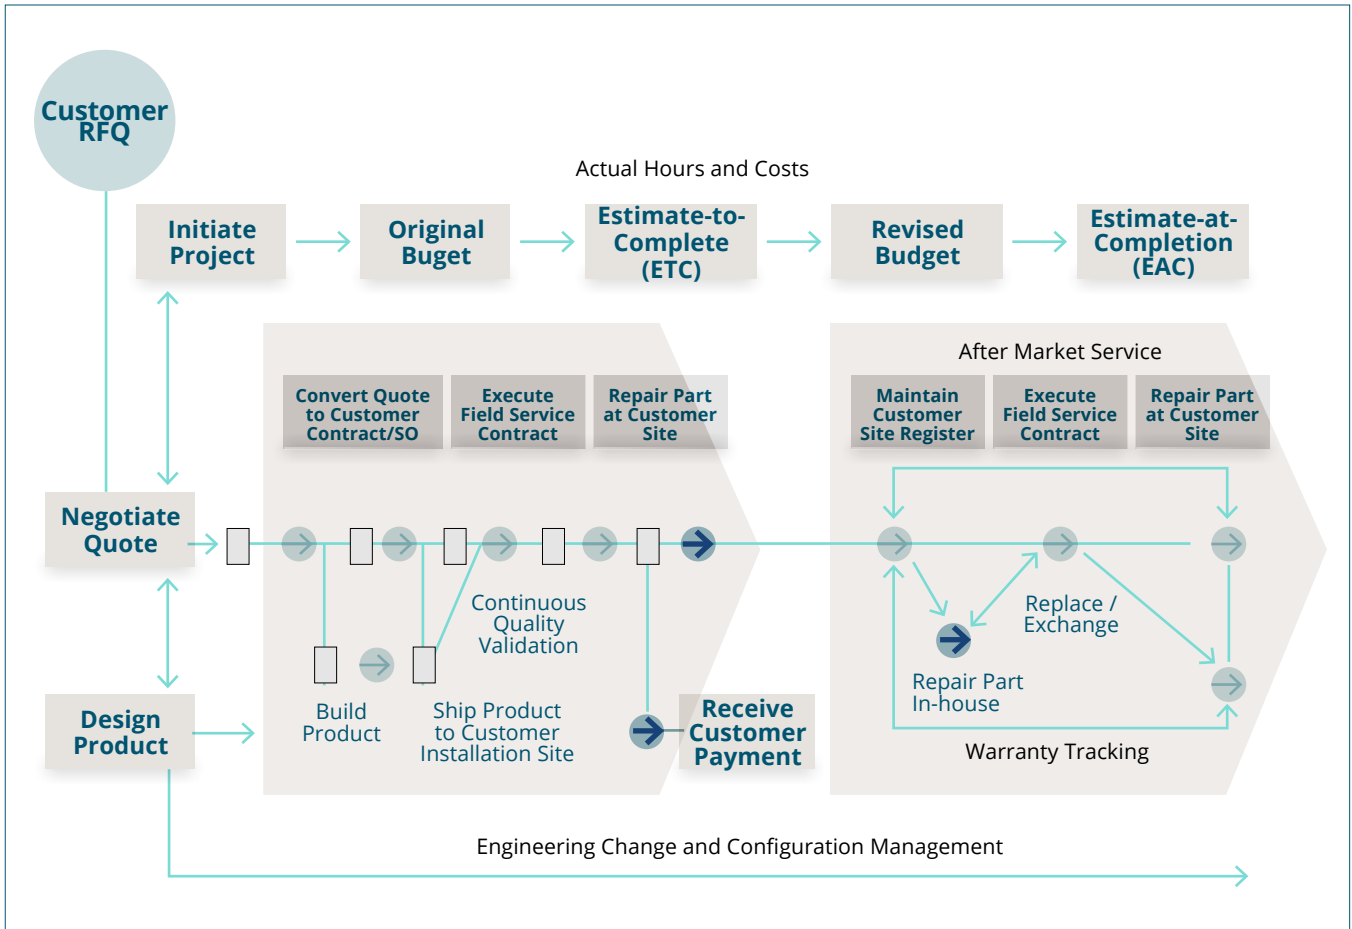 Customer
RFQ
Actual Hours and Costs
Initiate
Project
Original
Buget
Estimate-to-
Complete
(ETC)
Revised
Budget
Estimate-at-
Completion
(EAC)
After Market Service
Convert Quote
to Customer
Contract/SO
Execute
Field Service
Contract
Repair Part
at Customer
Site
Maintain
Customer
Site Register
Execute
Field Service
Contract
Repair Part
at Customer
Site
Negotiate
Quote
Continuous
Quality
Validation
Replace /
Exchange
Repair Part
In-house
Design
Product
Build
Product
Ship Product
to Customer
Installation Site
Receive
Customer
Payment
Warranty Tracking
Engineering Change and Configuration Management